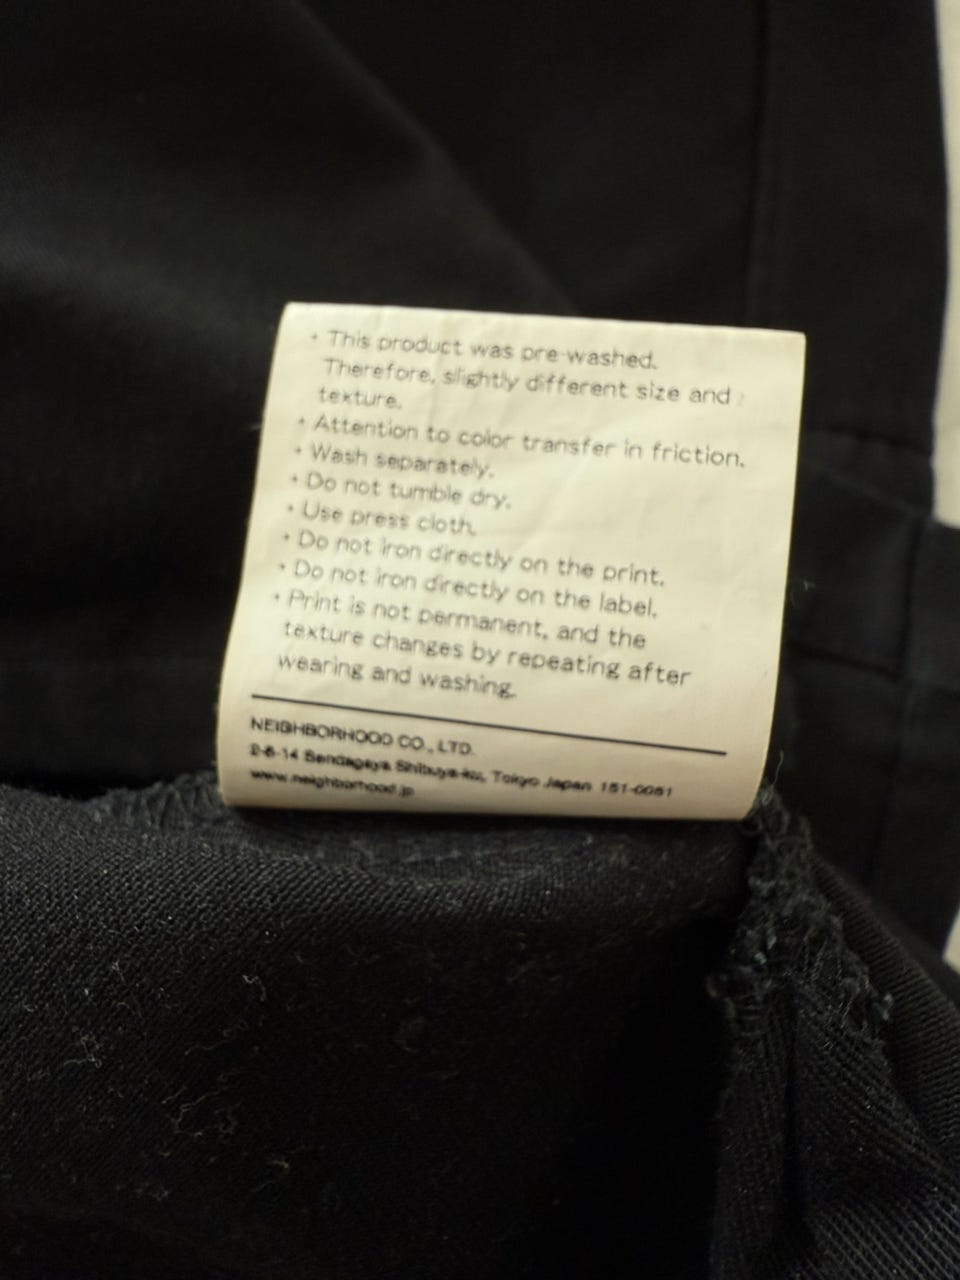 • This product was pre-washed.
Therefore, slightly different size and
texture.
• Attention to color transfer in friction.
• Wash separately.
• Do not tumble dry.
• Use press cloth.
• Do not iron directly on the print.
• Do not iron directly on the label.
• Print is not permanent, and the
texture changes by repeating after
wearing and washing.
NEIGHBORHOOD CO., LTD.
2-6-14 Sendagaya Shibuya-ku, Tokyo Japan 151-0051
www.neighborhood.jp